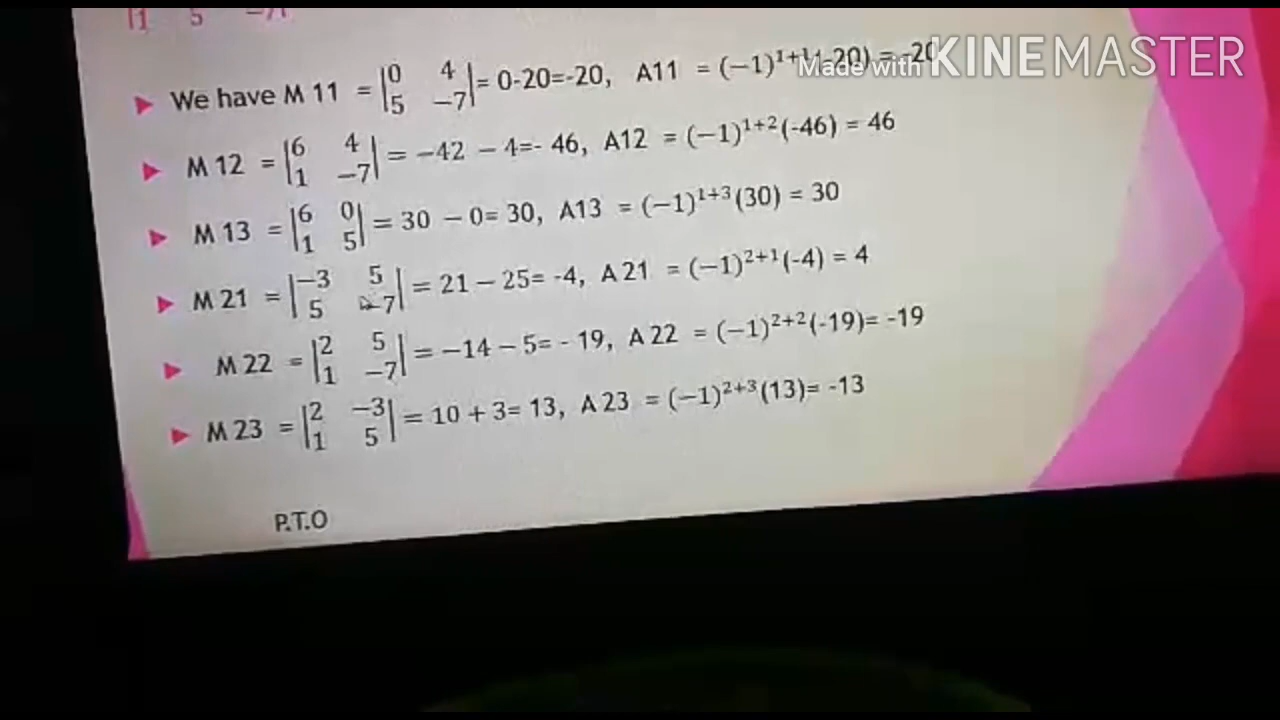 |1 5 −7|
We have M 11 = |0 4 5 −7| = 0-20=-20, A11 = (−1)¹⁺¹(-20) = -20
Made with KINEMASTER
M 12 = |6 4 1 −7| = −42 − 4=- 46, A12 = (−1)¹⁺²(-46) = 46
M 13 = |6 0 1 5| = 30 − 0= 30, A13 = (−1)¹⁺³(30) = 30
M 21 = |−3 5 5 −7| = 21 − 25= -4, A 21 = (−1)²⁺¹(-4) = 4
M 22 = |2 5 1 −7| = −14 − 5= - 19, A 22 = (−1)²⁺²(-19)= -19
M 23 = |2 −3 1 5| = 10 + 3= 13, A 23 = (−1)²⁺³(13)= -13
P.T.O